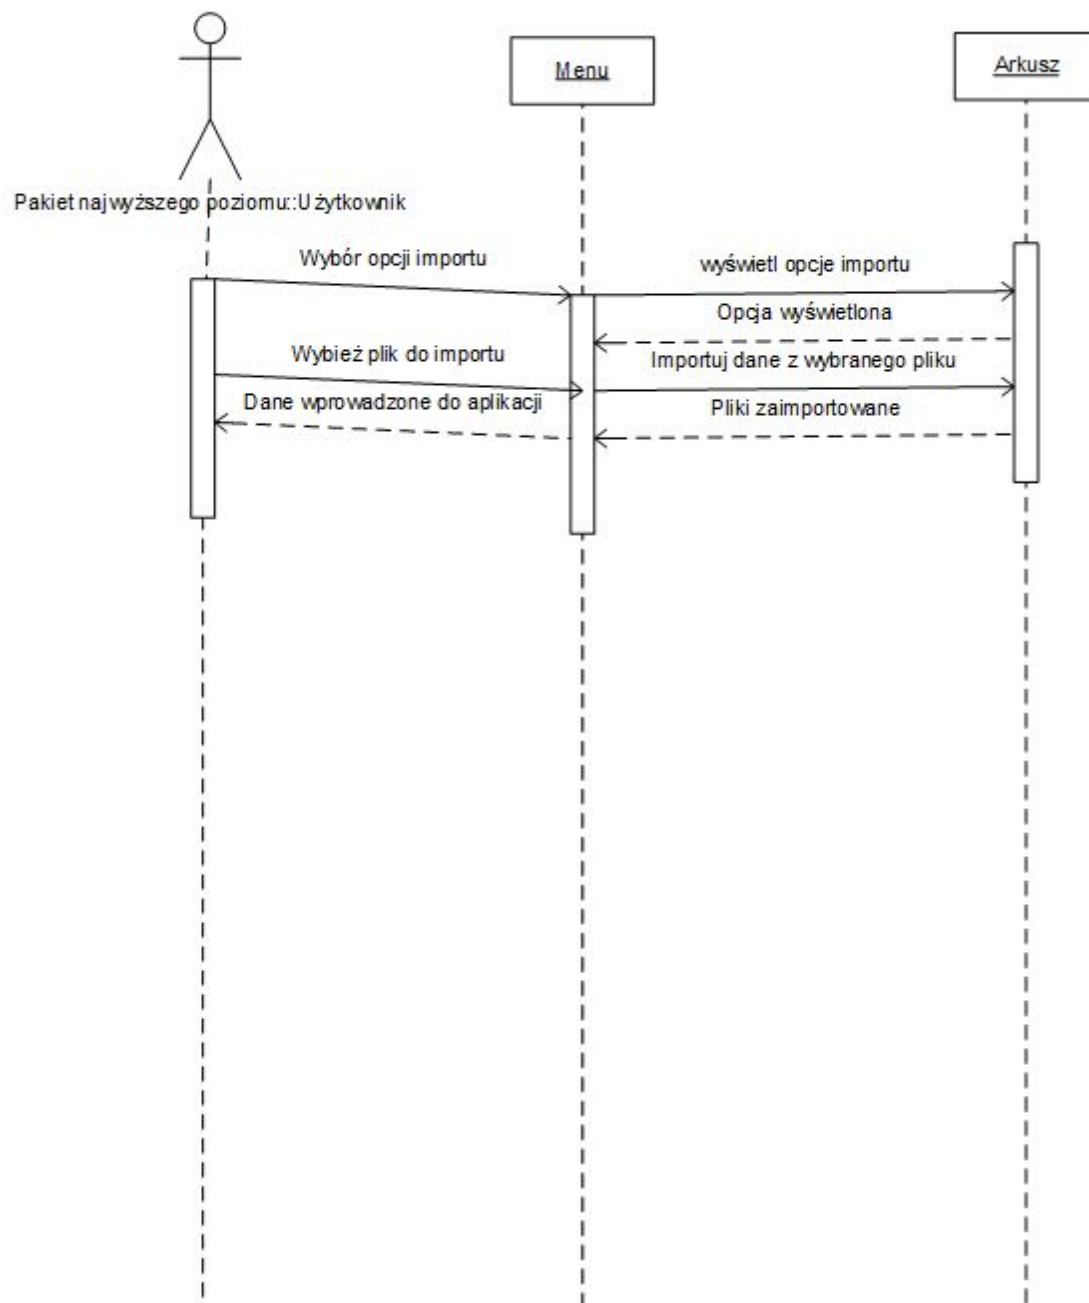 Menu
Arkusz
Pakiet najwyższego poziomu::Użytkownik
Wybór opcji importu
wyświetl opcje importu
Opcja wyświetlona
Wybież plik do importu
Importuj dane z wybranego pliku
Dane wprowadzone do aplikacji
Pliki zaimportowane